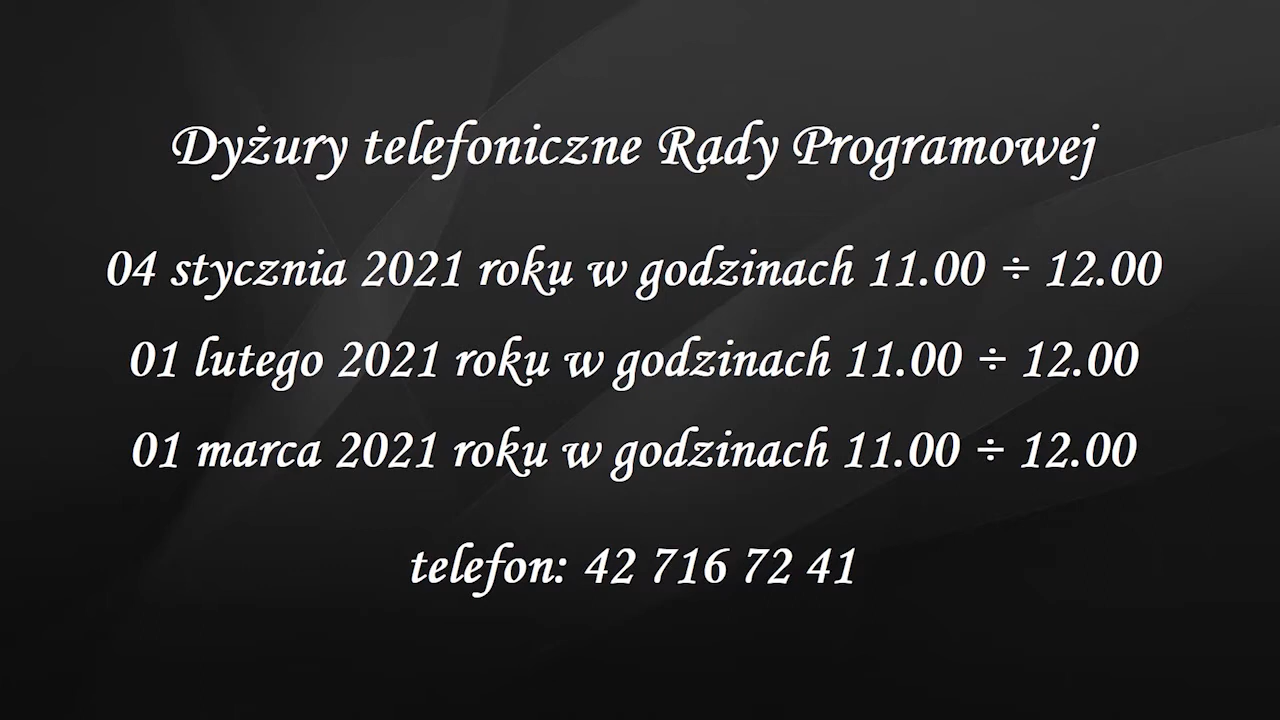 Dyżury telefoniczne Rady Programowej
04 stycznia 2021 roku w godzinach 11.00 ÷ 12.00
01 lutego 2021 roku w godzinach 11.00 ÷ 12.00
01 marca 2021 roku w godzinach 11.00 ÷ 12.00
telefon: 42 716 72 41